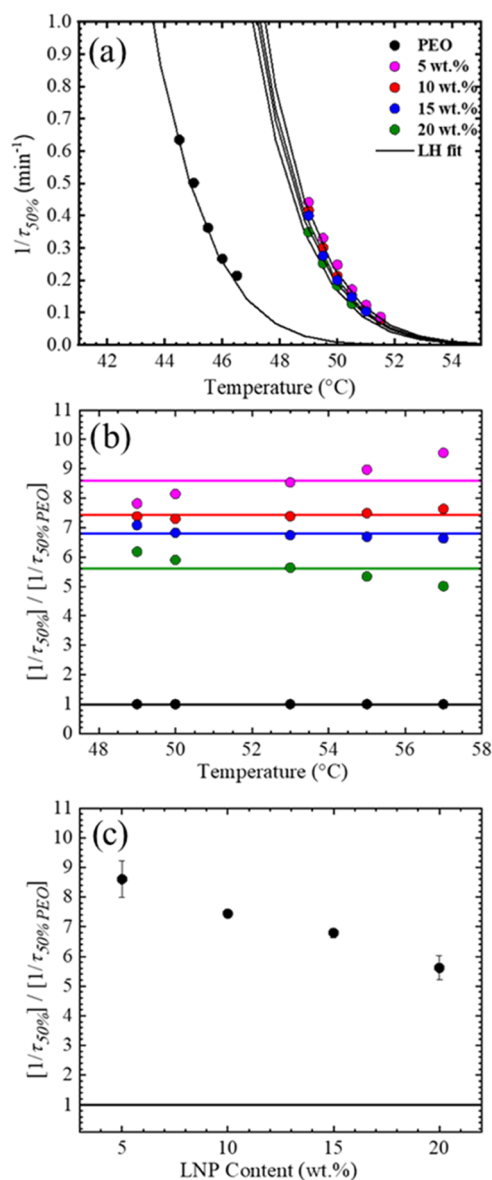 (a)
PEO
5 wt.%
10 wt.%
15 wt.%
20 wt.%
LH fit
1.0
0.9
0.8
0.7
0.6
0.5
0.4
0.3
0.2
0.1
0.0
1/τ50% (min-1)
42 44 46 48 50 52 54
Temperature (°C)
(b)
11
10
9
8
7
6
5
4
3
2
1
0
[1/τ50%] / [1/τ50% PEO]
48 50 52 54 56 58
Temperature (°C)
(c)
11
10
9
8
7
6
5
4
3
2
1
[1/τ50%] / [1/τ50% PEO]
5 10 15 20
LNP Content (wt.%)